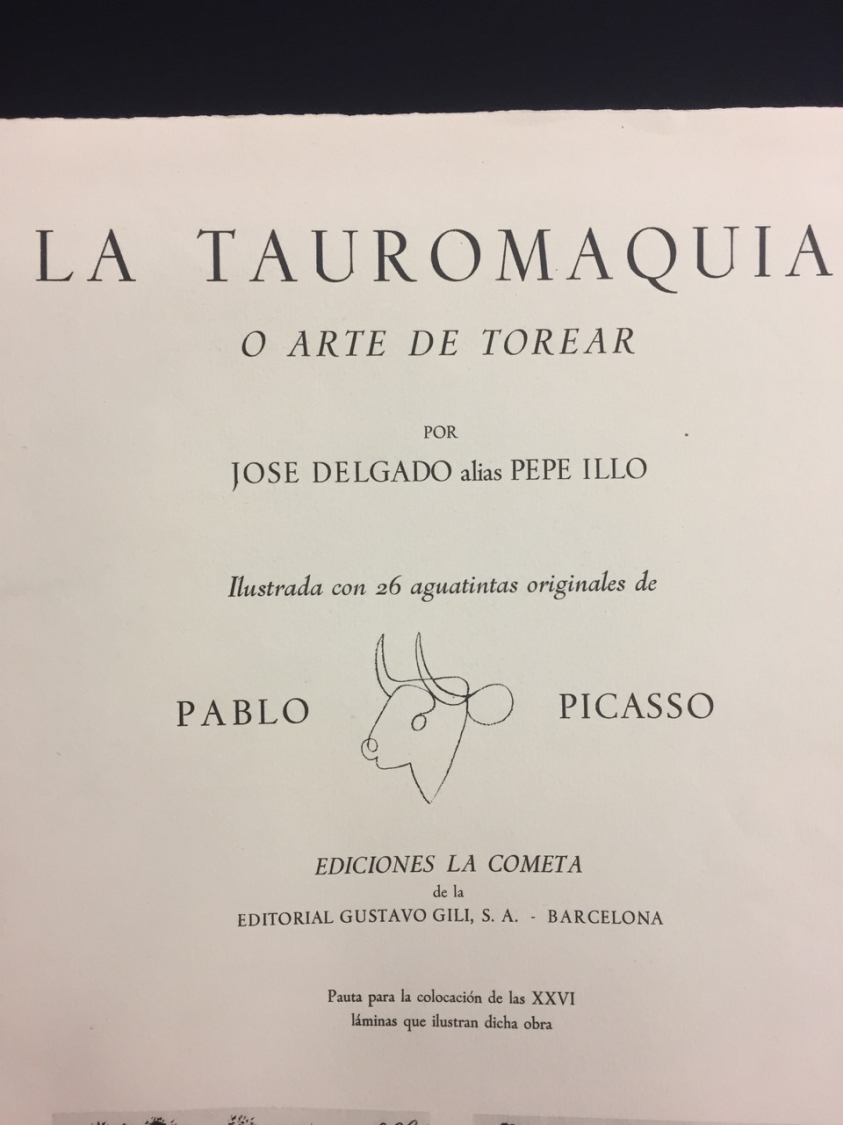 LA TAUROMAQUIA
O ARTE DE TOREAR
POR
JOSE DELGADO alias PEPE ILLO
Ilustrada con 26 aguatintas originales de
PABLO PICASSO
EDICIONES LA COMETA
de la
EDITORIAL GUSTAVO GILI, S. A. - BARCELONA
Pauta para la colocación de las XXVI
láminas que ilustran dicha obra